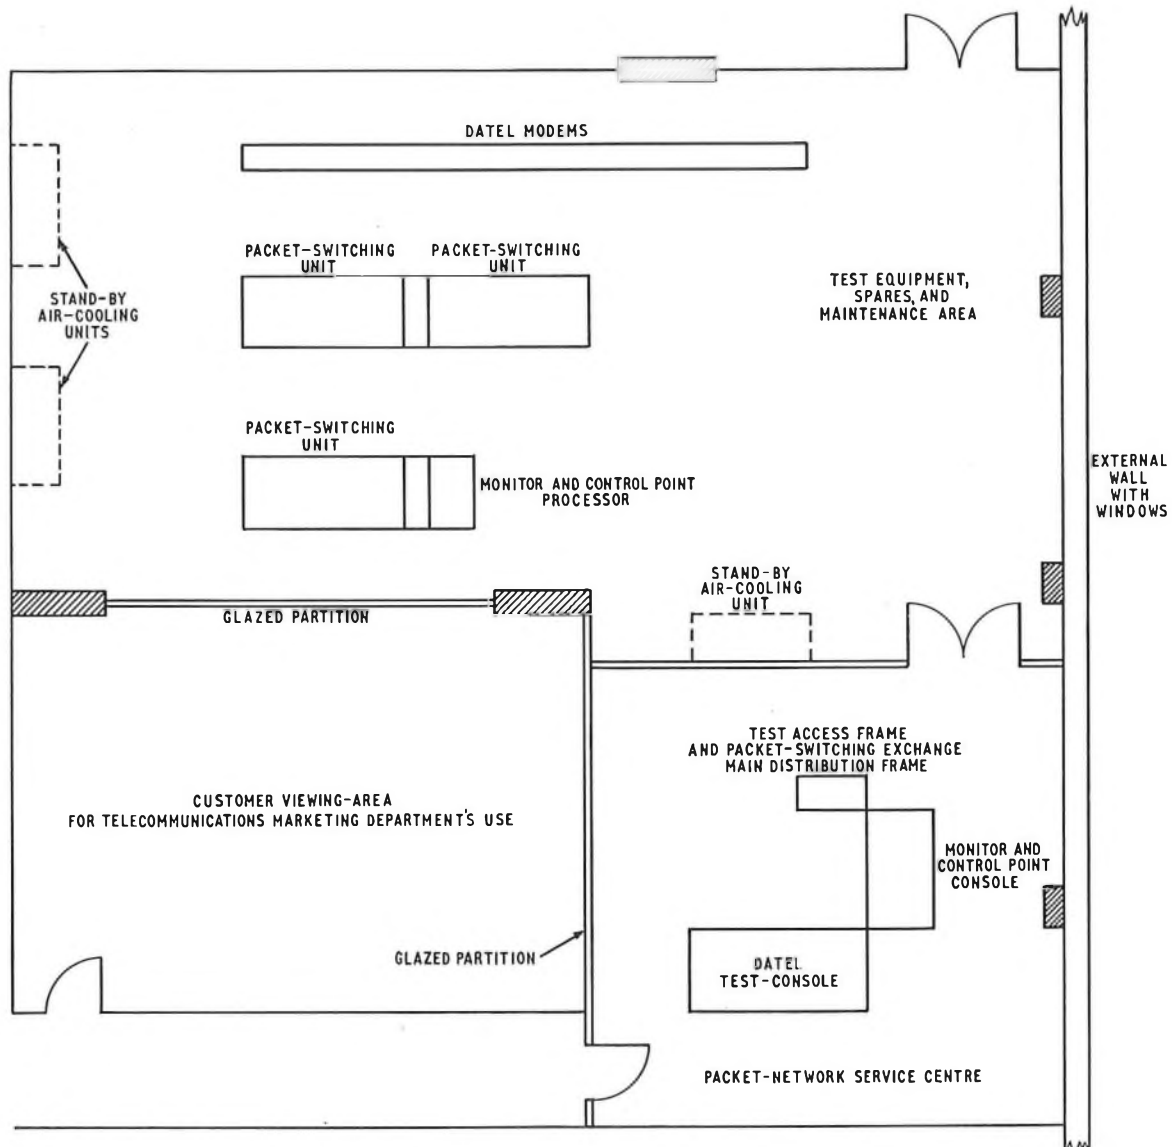 DATEL MODEMS
PACKET-SWITCHING
UNIT
PACKET-SWITCHING
UNIT
TEST EQUIPMENT,
SPARES, AND
MAINTENANCE AREA
STAND-BY
AIR-COOLING
UNITS
PACKET-SWITCHING
UNIT
MONITOR AND CONTROL POINT
PROCESSOR
EXTERNAL
WALL
WITH
WINDOWS
STAND-BY
AIR-COOLING
UNIT
GLAZED PARTITION
TEST ACCESS FRAME
AND PACKET-SWITCHING EXCHANGE
MAIN DISTRIBUTION FRAME
CUSTOMER VIEWING-AREA
FOR TELECOMMUNICATIONS MARKETING DEPARTMENT'S USE
MONITOR AND
CONTROL POINT
CONSOLE
GLAZED PARTITION
DATEL
TEST-CONSOLE
PACKET-NETWORK SERVICE CENTRE